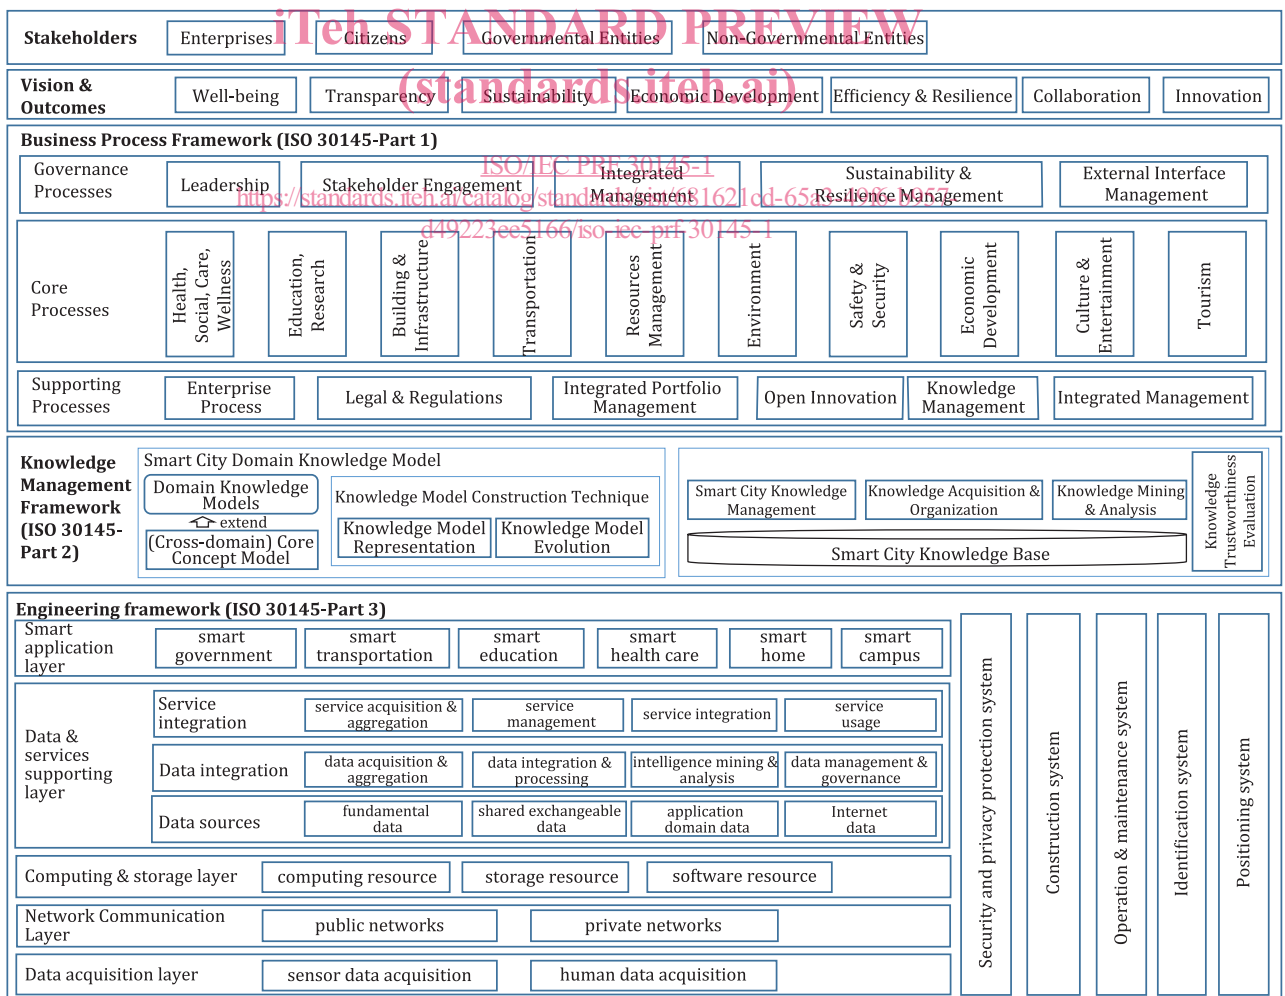 iTeh STANDARD PREVIEW
(standards.iteh.ai)
ISO/IEC PRF 30145-1
https://standards.iteh.ai/catalog/standards/sist/681621cd-65a3-49f6-b957-
d49223ee5166/iso-iec-prf-30145-1
Stakeholders
Enterprises
Citizens
Governmental Entities
Non-Governmental Entities
Vision &
Outcomes
Well-being
Transparency
Sustainability
Economic Development
Efficiency & Resilience
Collaboration
Innovation
Business Process Framework (ISO 30145-Part 1)
Governance
Processes
Leadership
Stakeholder Engagement
Integrated
Management
Sustainability &
Resilience Management
External Interface
Management
Core
Processes
Health,
Social, Care,
Wellness
Education,
Research
Building &
Infrastructure
Transportation
Resources
Management
Environment
Safety &
Security
Economic
Development
Culture &
Entertainment
Tourism
Supporting
Processes
Enterprise
Process
Legal & Regulations
Integrated Portfolio
Management
Open Innovation
Knowledge
Management
Integrated Management
Knowledge
Management
Framework
(ISO 30145-
Part 2)
Smart City Domain Knowledge Model
Domain Knowledge
Models
extend
(Cross-domain) Core
Concept Model
Knowledge Model Construction Technique
Knowledge Model
Representation
Knowledge Model
Evolution
Smart City Knowledge
Management
Knowledge Acquisition &
Organization
Knowledge Mining
& Analysis
Smart City Knowledge Base
Knowledge
Trustworthiness
Evaluation
Engineering framework (ISO 30145-Part 3)
Smart
application
layer
smart
government
smart
transportation
smart
education
smart
health care
smart
home
smart
campus
Data &
services
supporting
layer
Service
integration
service acquisition &
aggregation
service
management
service integration
service
usage
Data integration
data acquisition &
aggregation
data integration &
processing
intelligence mining &
analysis
data management &
governance
Data sources
fundamental
data
shared exchangeable
data
application
domain data
Internet
data
Computing & storage layer
computing resource
storage resource
software resource
Network Communication
Layer
public networks
private networks
Data acquisition layer
sensor data acquisition
human data acquisition
Security and privacy protection system
Construction system
Operation & maintenance system
Identification system
Positioning system